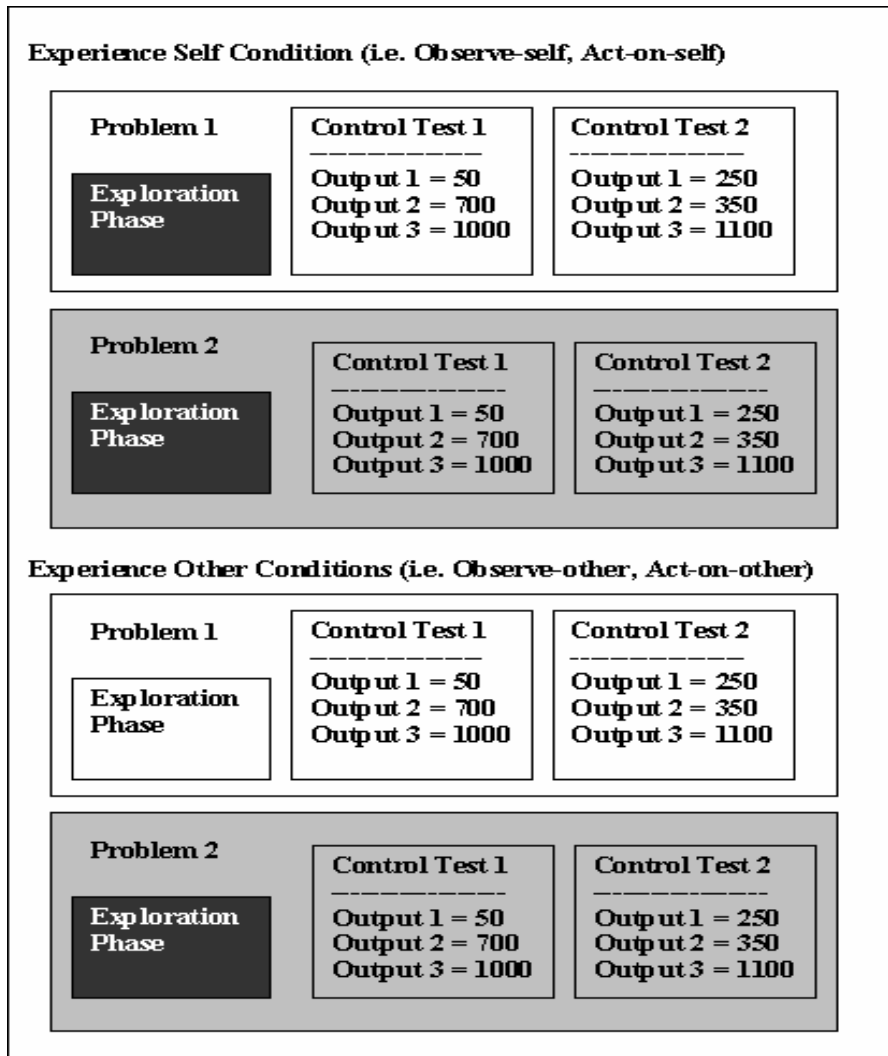 Experience Self Condition (i.e. Observe-self, Act-on-self)
Problem 1
Exploration
Phase
Control Test 1
--------------------
Output 1 = 50
Output 2 = 700
Output 3 = 1000
Control Test 2
--------------------
Output 1 = 250
Output 2 = 350
Output 3 = 1100
Problem 2
Exploration
Phase
Control Test 1
--------------------
Output 1 = 50
Output 2 = 700
Output 3 = 1000
Control Test 2
--------------------
Output 1 = 250
Output 2 = 350
Output 3 = 1100
Experience Other Conditions (i.e. Observe-other, Act-on-other)
Problem 1
Exploration
Phase
Control Test 1
--------------------
Output 1 = 50
Output 2 = 700
Output 3 = 1000
Control Test 2
--------------------
Output 1 = 250
Output 2 = 350
Output 3 = 1100
Problem 2
Exploration
Phase
Control Test 1
--------------------
Output 1 = 50
Output 2 = 700
Output 3 = 1000
Control Test 2
--------------------
Output 1 = 250
Output 2 = 350
Output 3 = 1100